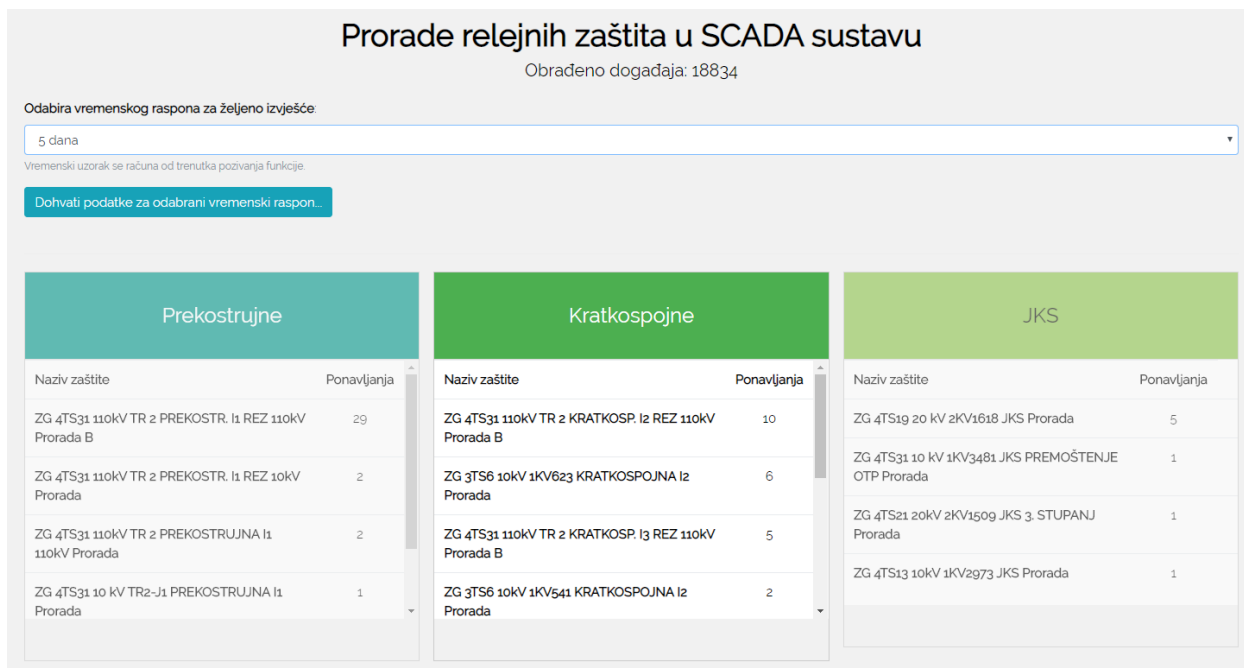 Prorade relejnih zaštita u SCADA sustavu
Obrađeno događaja: 18834
Odabira vremenskog raspona za željeno izvješće:
5 dana
Vremenski uzorak se računa od trenutka pozivanja funkcije.
Dohvati podatke za odabrani vremenski raspon...
Prekostrujne
Naziv zaštite Ponavljanja
ZG 4TS31 110kV TR 2 PREKOSTR. I1 REZ 110kV 29
Prorada B
ZG 4TS31 110kV TR 2 PREKOSTR. I1 REZ 10kV 2
Prorada
ZG 4TS31 110kV TR 2 PREKOSTRUJNA I1 2
110kV Prorada
ZG 4TS31 10 kV TR2-J1 PREKOSTRUJNA I1 1
Prorada
Kratkospojne
Naziv zaštite Ponavljanja
ZG 4TS31 110kV TR 2 KRATKOSP. I2 REZ 110kV 10
Prorada B
ZG 3TS6 10kV 1KV623 KRATKOSPOJNA I2 6
Prorada
ZG 4TS31 110kV TR 2 KRATKOSP. I3 REZ 110kV 5
Prorada B
ZG 3TS6 10kV 1KV541 KRATKOSPOJNA I2 2
Prorada
JKS
Naziv zaštite Ponavljanja
ZG 4TS19 20 kV 2KV1618 JKS Prorada 5
ZG 4TS31 10 kV 1KV3481 JKS PREMOŠTENJE 1
OTP Prorada
ZG 4TS21 20kV 2KV1509 JKS 3. STUPANJ 1
Prorada
ZG 4TS13 10kV 1KV2973 JKS Prorada 1